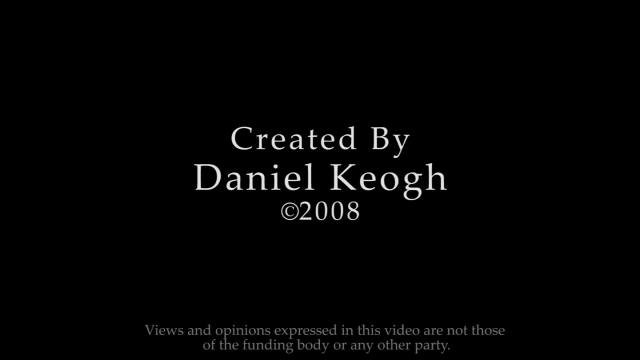 Created By
Daniel Keogh
©2008
Views and opinions expressed in this video are not those
of the funding body or any other party.